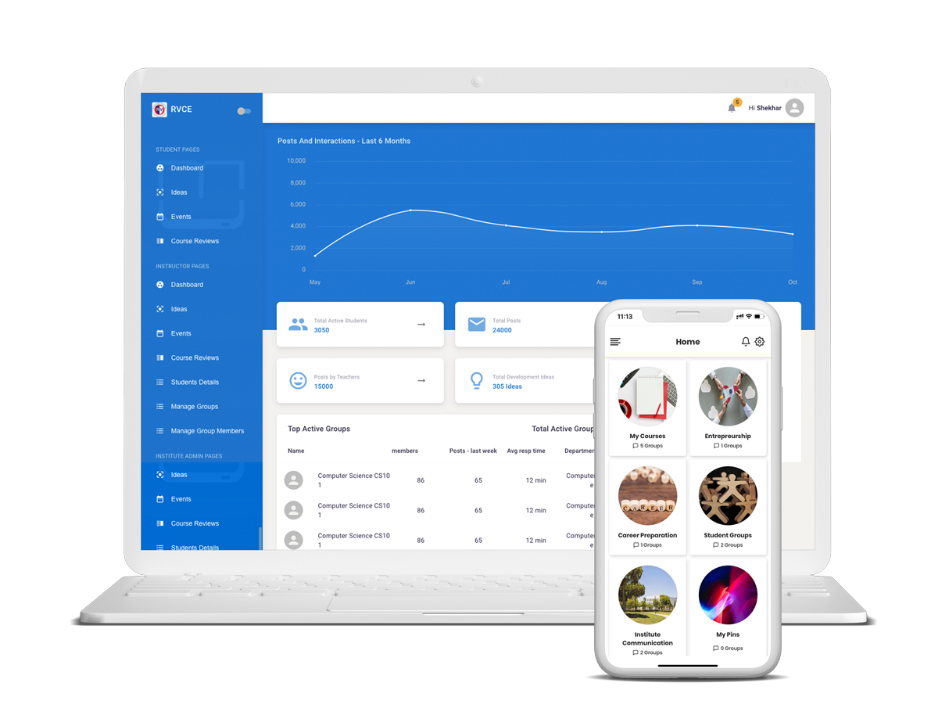 RVCE
5
Hi Shekhar
STUDENT PAGES
Dashboard
Ideas
Events
Course Reviews
INSTRUCTOR PAGES
Dashboard
Ideas
Events
Course Reviews
Students Details
Manage Groups
Manage Group Members
INSTITUTE ADMIN PAGES
Ideas
Events
Course Reviews
Students Details
Posts And Interactions - Last 6 Months
10,000
8,000
6,000
4,000
2,000
0
May Jun Jul Aug Sep Oct
Total Active Students
3050
Total Posts
24000
Posts by Teachers
15000
Total Development Ideas
305 Ideas
Top Active Groups
Total Active Group
Name members Posts - last week Avg resp time Departmen
Computer Science CS10
1
86 65 12 min
Compute
e
Computer Science CS10
1
86 65 12 min
Compute
e
Computer Science CS10
1
86 65 12 min
Compute
e
11:13
Home
My Courses
5 Groups
Entrepreurship
1 Groups
CAREER
Career Preparation
1 Groups
Student Groups
2 Groups
Institute
Communication
2 Groups
My Pins
0 Groups